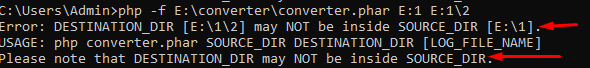 C:\Users\Admin>php -f E:\converter\converter.phar E:1 E:1\2
Error: DESTINATION_DIR [E:\1\2] may NOT be inside SOURCE_DIR [E:\1].
USAGE: php converter.phar SOURCE_DIR DESTINATION_DIR [LOG_FILE_NAME]
Please note that DESTINATION_DIR may NOT be inside SOURCE_DIR.